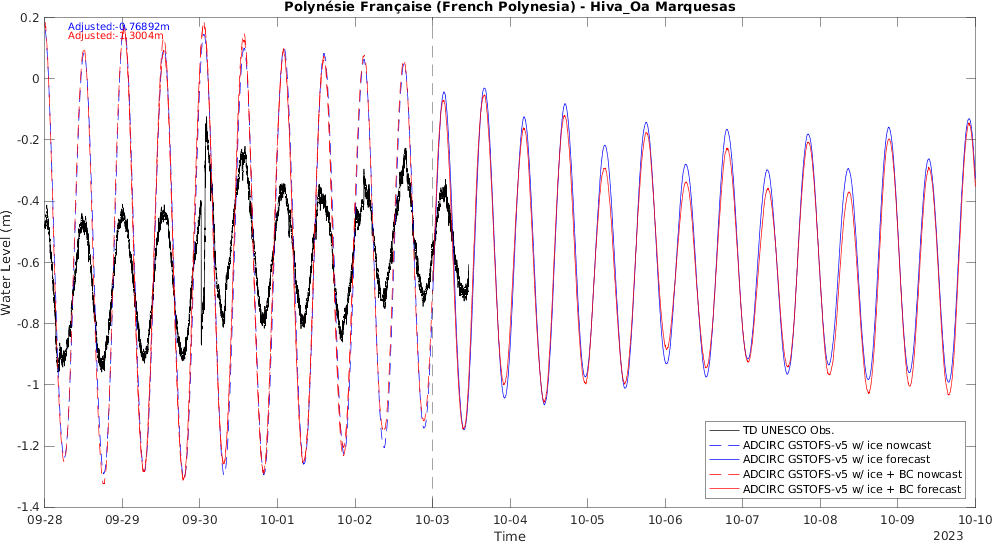 Polynésie Française (French Polynesia) - Hiva_Oa Marquesas
Adjusted:-0.76892m
Adjusted:-1.3004m
0.2
0
-0.2
-0.4
-0.6
-0.8
-1
-1.2
-1.4
Water Level (m)
TD UNESCO Obs.
ADCIRC GSTOFS-v5 w/ ice nowcast
ADCIRC GSTOFS-v5 w/ ice forecast
ADCIRC GSTOFS-v5 w/ ice + BC nowcast
ADCIRC GSTOFS-v5 w/ ice + BC forecast
09-28 09-29 09-30 10-01 10-02 10-03 10-04 10-05 10-06 10-07 10-08 10-09 10-10
Time
2023